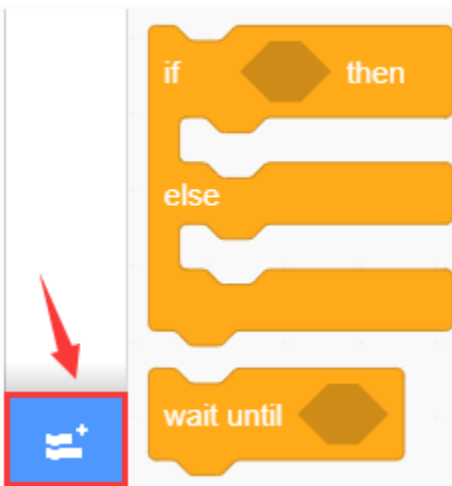 if then
else
wait until